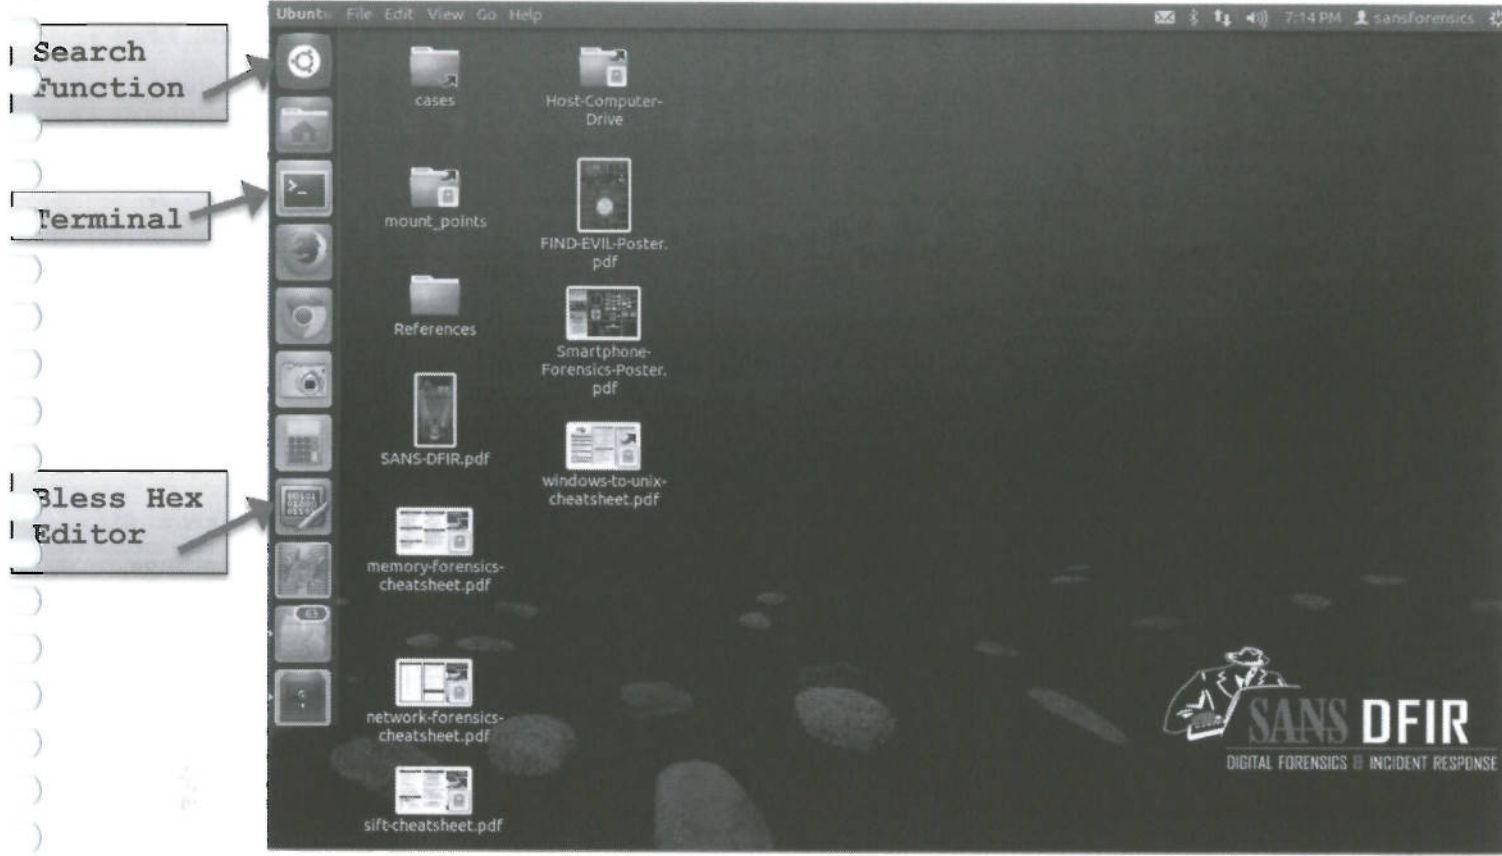 Ubuntu File Edit View Go Help
7:14 PM sansforensics
Search
Function
Terminal
Bless Hex
Editor
cases
Host-Computer-
Drive
mount_points
FIND-EVIL-Poster.
pdf
References
Smartphone-
Forensics-Poster.
pdf
SANS-DFIR.pdf
windows-to-unix-
cheatsheet.pdf
memory-forensics-
cheatsheet.pdf
network-forensics-
cheatsheet.pdf
sift-cheatsheet.pdf
SANS DFIR
DIGITAL FORENSICS & INCIDENT RESPONSE